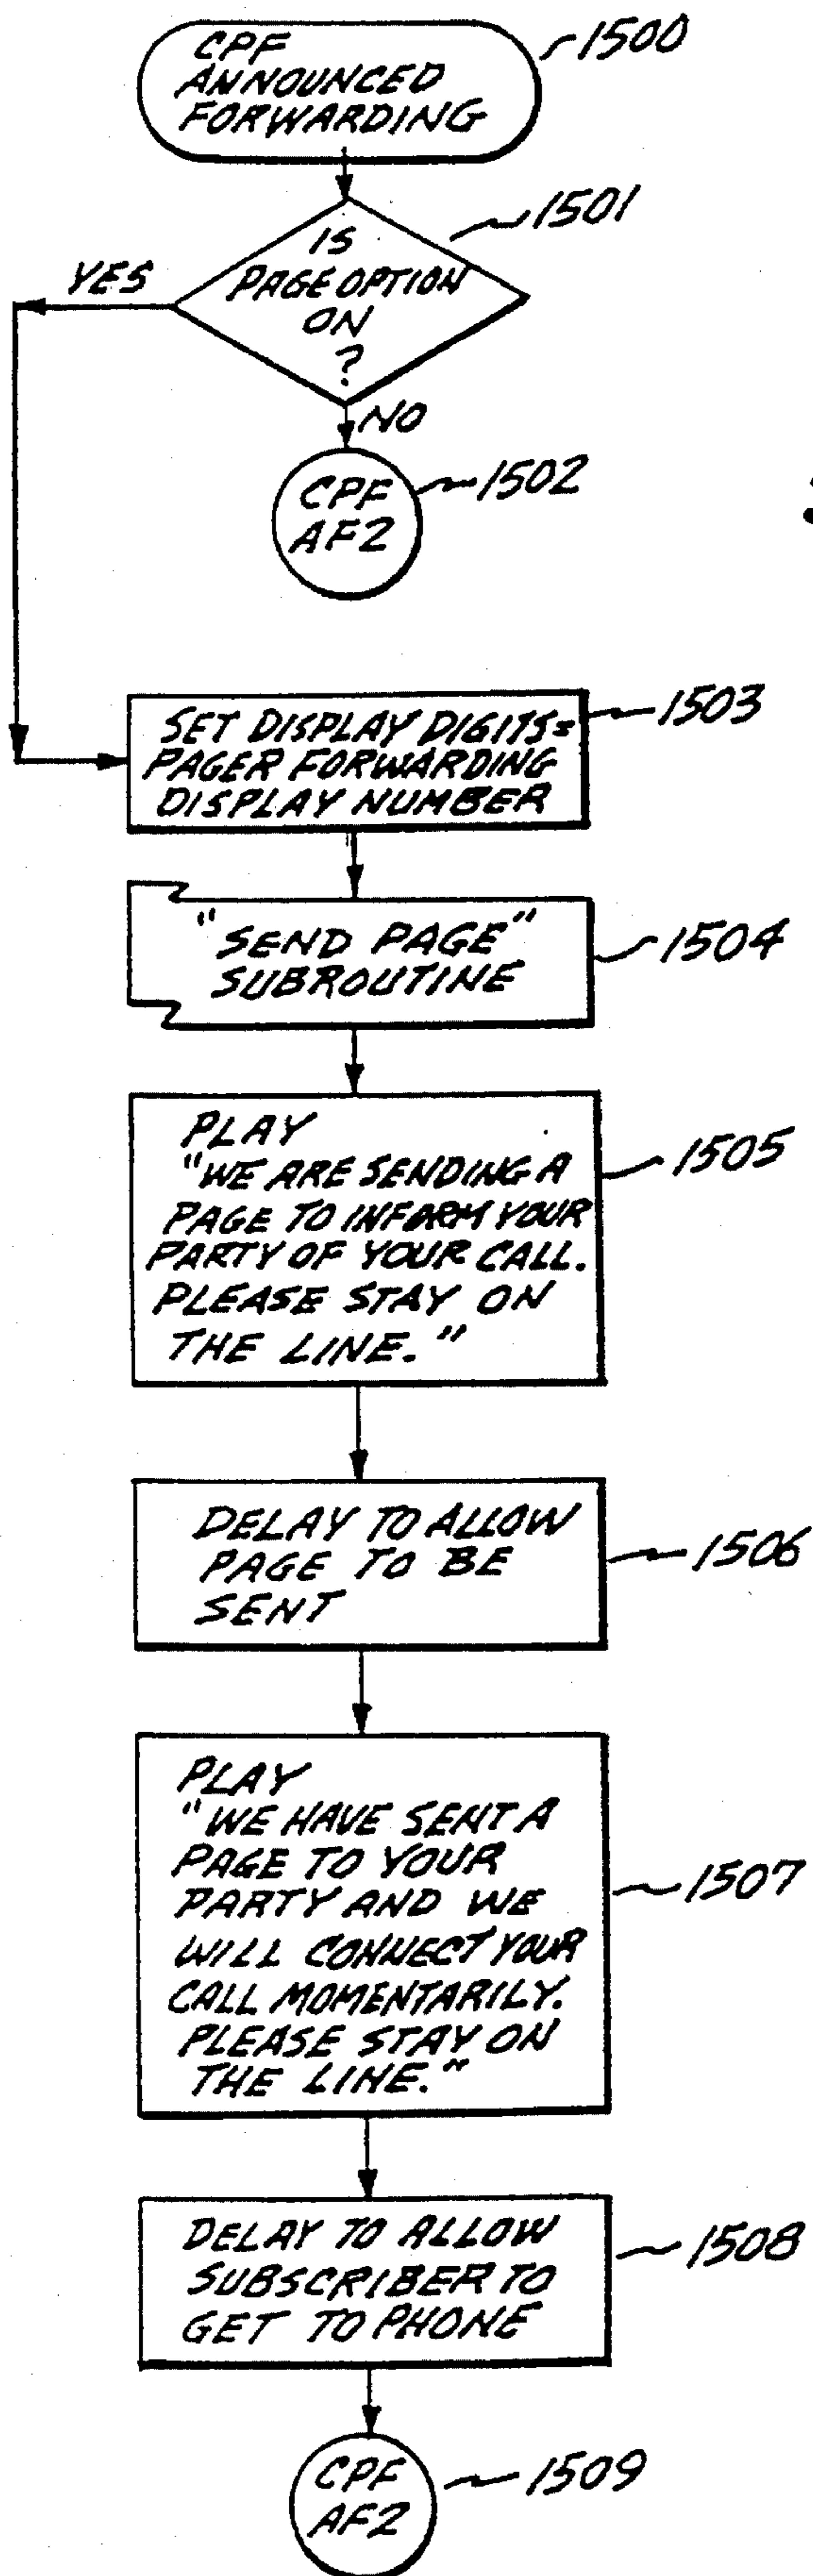 CPF
ANNOUNCED
FORWARDING
1500
IS
PAGE OPTION
ON
?
1501
YES
NO
CPF
AF2
1502
SET DISPLAY DIGITS=
PAGER FORWARDING
DISPLAY NUMBER
1503
"SEND PAGE"
SUBROUTINE
1504
PLAY
"WE ARE SENDING A
PAGE TO INFORM YOUR
PARTY OF YOUR CALL.
PLEASE STAY ON
THE LINE."
1505
DELAY TO ALLOW
PAGE TO BE
SENT
1506
PLAY
"WE HAVE SENT A
PAGE TO YOUR
PARTY AND WE
WILL CONNECT YOUR
CALL MOMENTARILY.
PLEASE STAY ON
THE LINE."
1507
DELAY TO ALLOW
SUBSCRIBER TO
GET TO PHONE
1508
CPF
AF2
1509